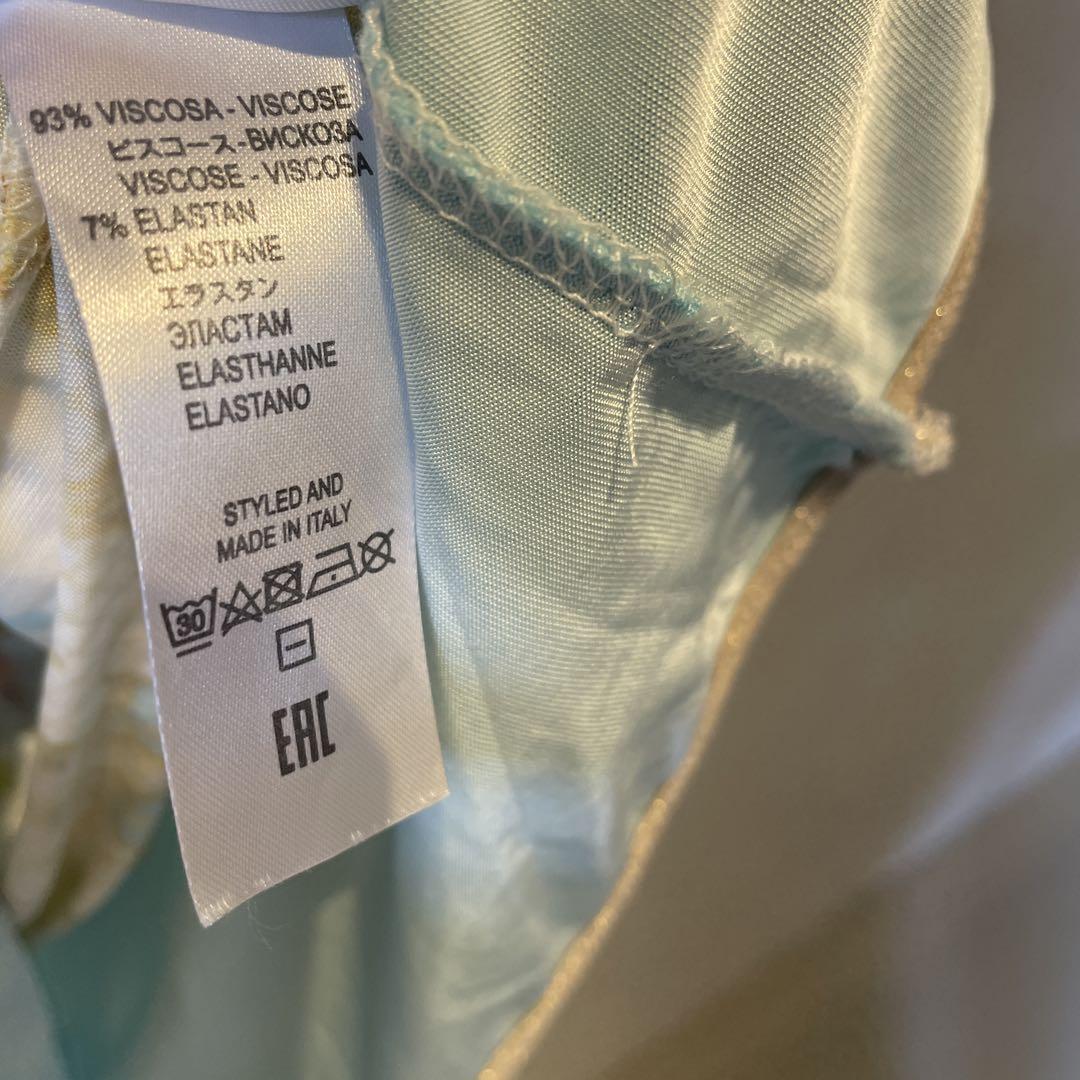 93% VISCOSA - VISCOSE
ビスコース-ВИСКОЗА
VISCOSE - VISCOSA
7% ELASTAN
ELASTANE
エラスタン
ЭЛАСТАМ
ELASTHANNE
ELASTANO
STYLED AND
MADE IN ITALY
30
EAC